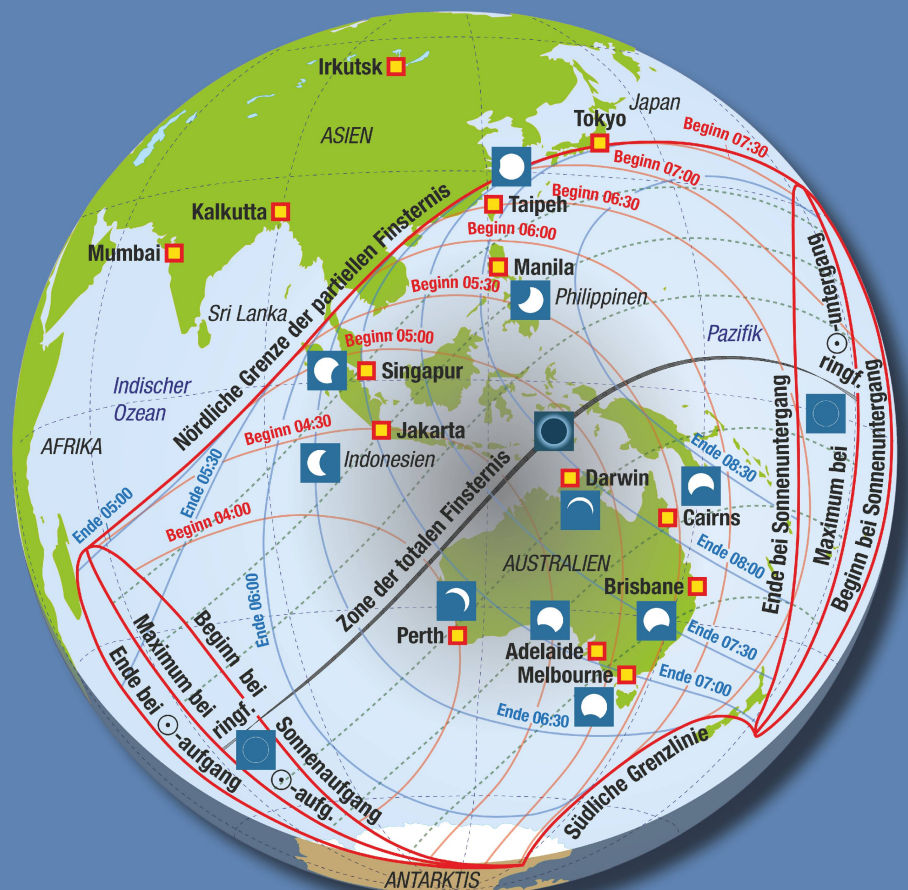 Irkutsk
Japan
Tokyo
ASIEN
Beginn 07:30
Beginn 07:00
Kalkutta
Taipeh
Beginn 06:30
Beginn 06:00
Mumbai
Manila
Beginn 05:30
Philippinen
Sri Lanka
Nördliche Grenze der partiellen Finsternis
Beginn 05:00
Pazifik
☉-untergang
Singapur
ringf.
Indischer
Ozean
Beginn 04:30
Jakarta
AFRIKA
Indonesien
Ende 05:30
Ende 05:00
Ende 08:30
Darwin
Cairns
Beginn 04:00
Zone der totalen Finsternis
AUSTRALIEN
Ende 08:00
Ende bei Sonnenuntergang
Maximum bei
Beginn bei Sonnenuntergang
Ende 06:00
Brisbane
Perth
Ende 07:30
Adelaide
Melbourne
Ende 07:00
Ende 06:30
Beginn bei
Sonnenaufgang
Maximum bei
ringf.
☉-aufg.
Ende bei ☉-aufgang
Südliche Grenzlinie
ANTARKTIS